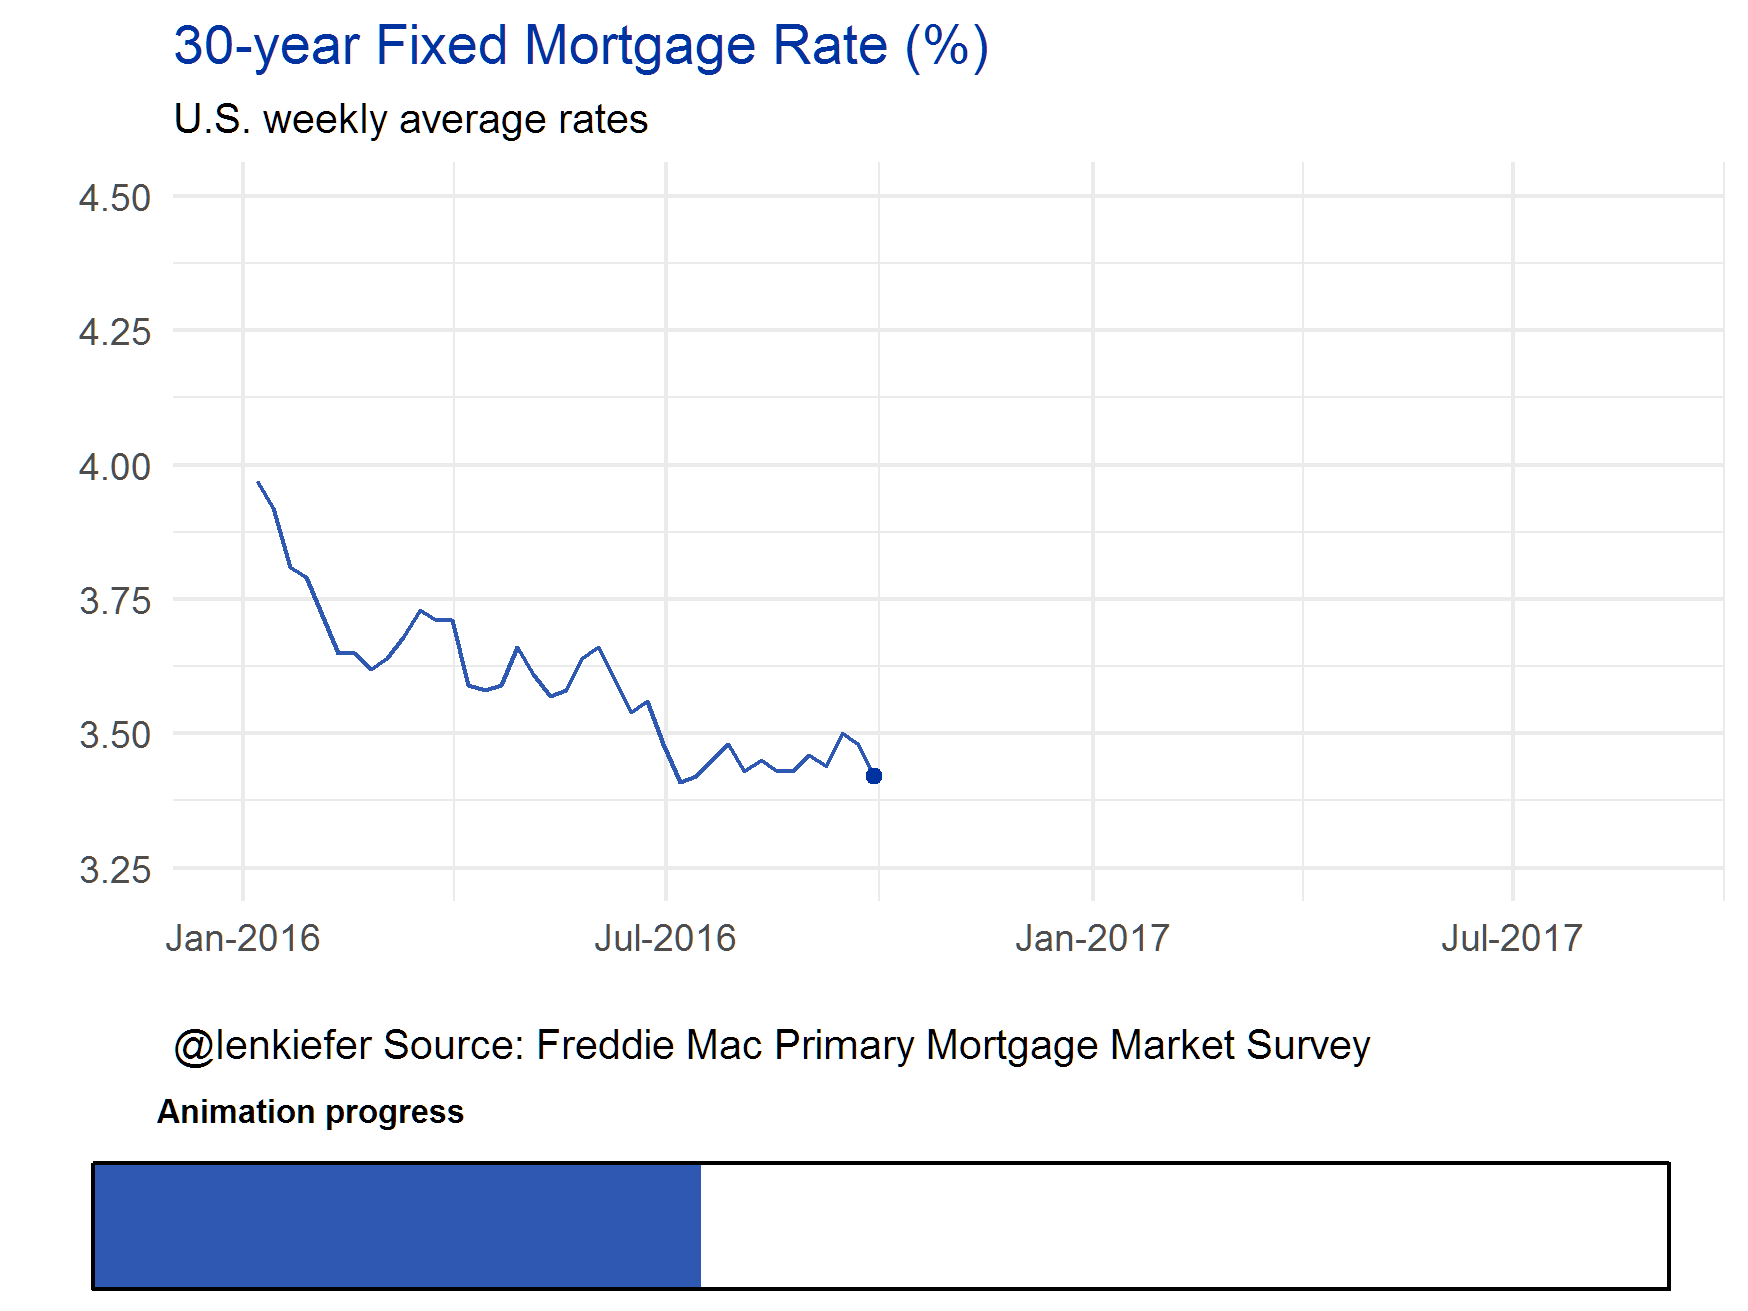 30-year Fixed Mortgage Rate (%)
U.S. weekly average rates
4.50
4.25
4.00
3.75
3.50
3.25
Jan-2016 Jul-2016 Jan-2017 Jul-2017
@lenkiefer Source: Freddie Mac Primary Mortgage Market Survey
Animation progress